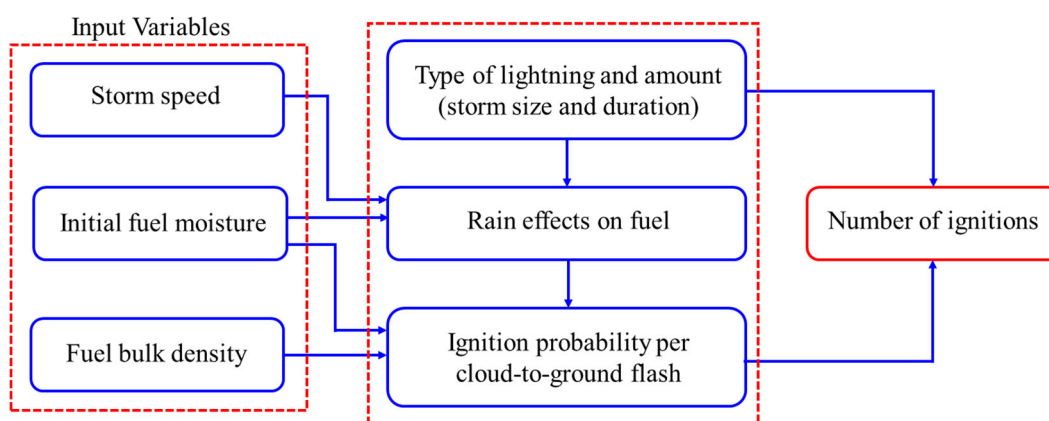 Input Variables
Storm speed
Initial fuel moisture
Fuel bulk density
Type of lightning and amount
(storm size and duration)
Rain effects on fuel
Ignition probability per
cloud-to-ground flash
Number of ignitions